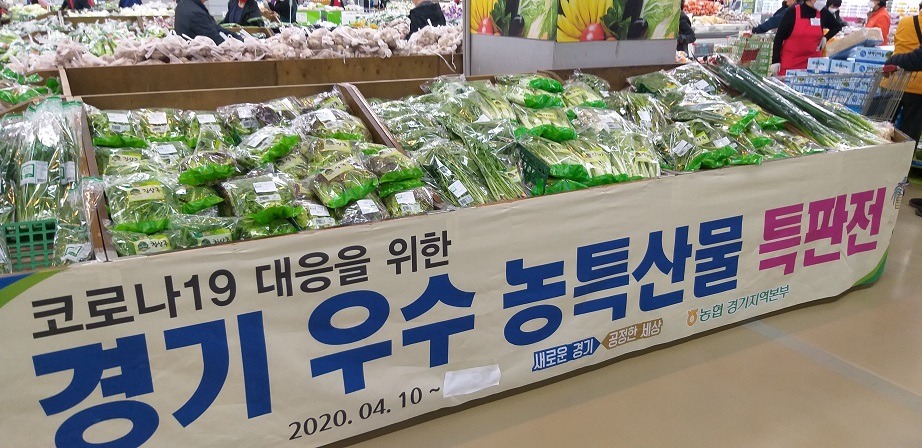 코로나19 대응을 위한
경기 우수 농특산물 특판전
2020. 04. 10 ~
새로운 경기 공정한 세상
농협 경기지역본부